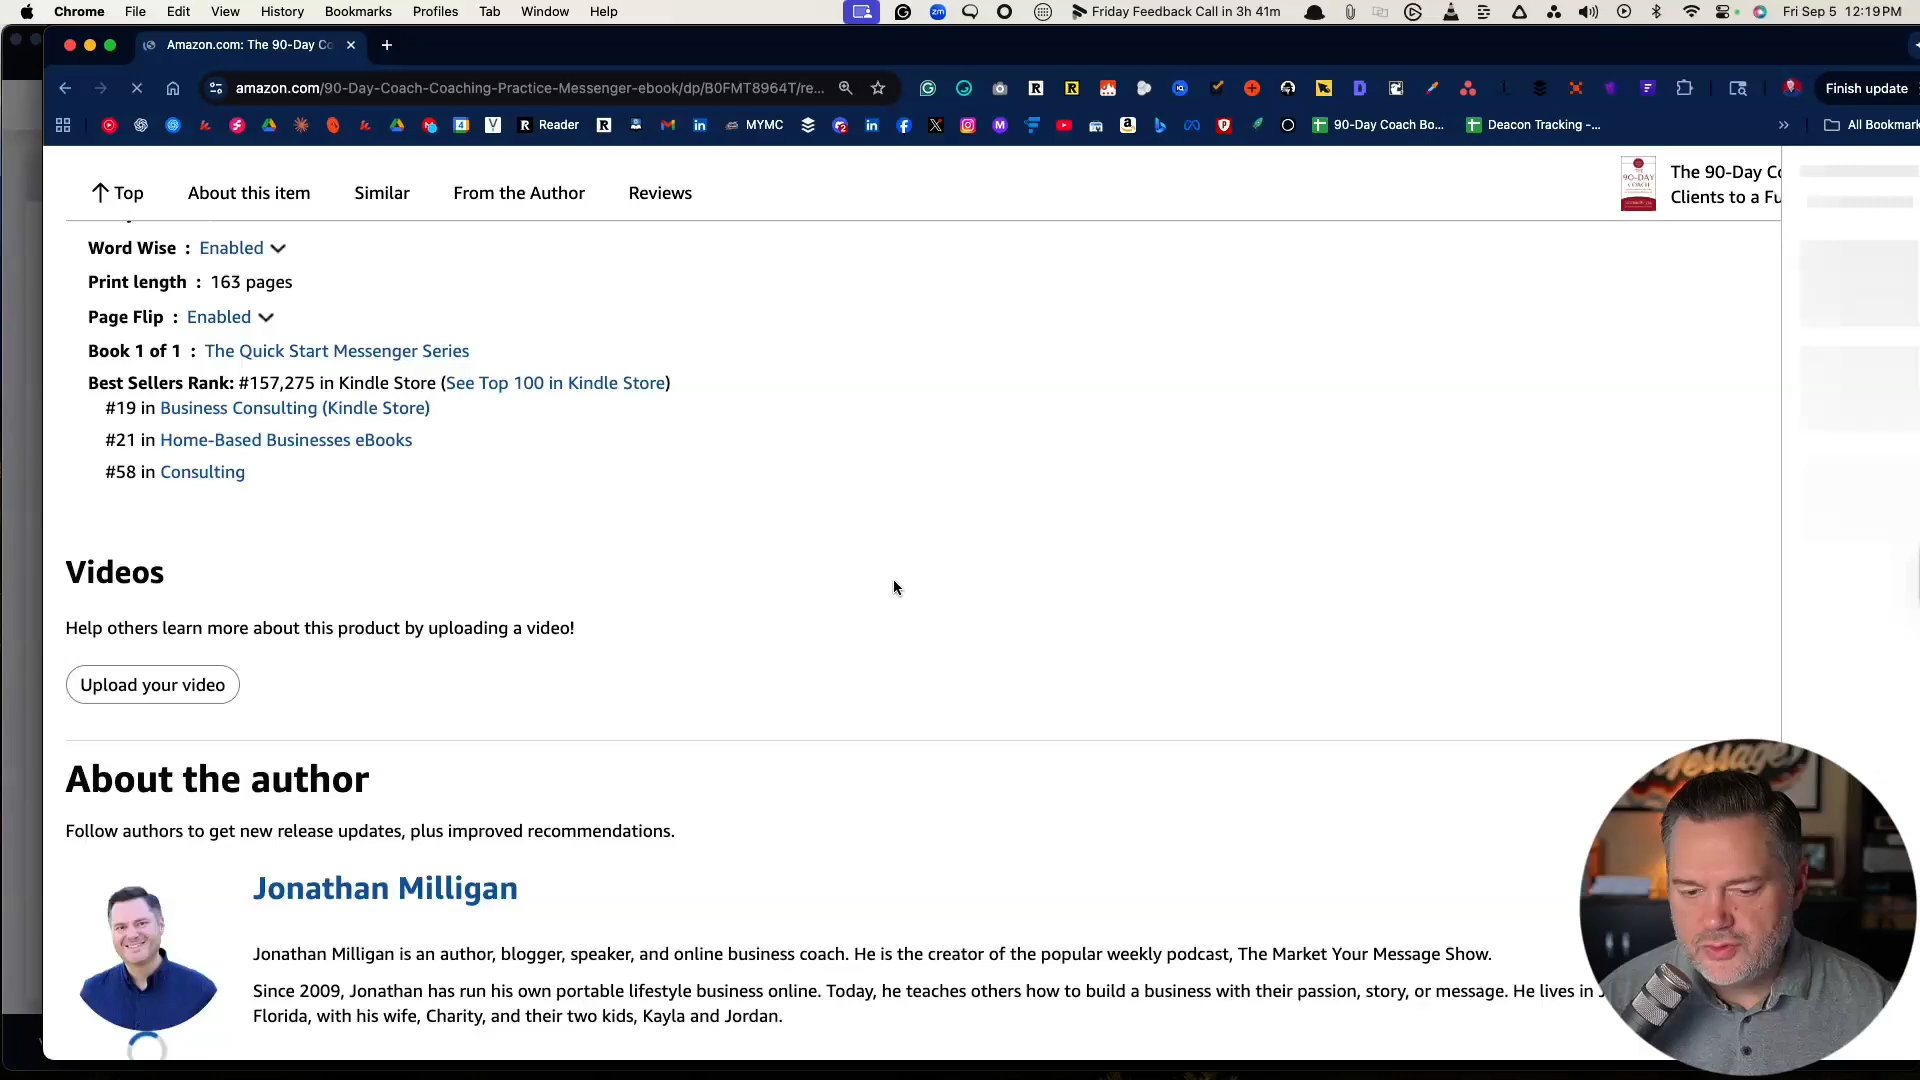 Chrome File Edit View History Bookmarks Profiles Tab Window Help Friday Feedback Call in 3h 41m Fri Sep 5 12:19 PM
Amazon.com: The 90-Day Co
amazon.com/90-Day-Coach-Coaching-Practice-Messenger-ebook/dp/B0FMT8964T/re... Finish update
Reader MYMC 90-Day Coach Bo... Deacon Tracking -... All Bookmark
Top About this item Similar From the Author Reviews
The 90-Day Co
Clients to a Fu
Word Wise : Enabled
Print length : 163 pages
Page Flip : Enabled
Book 1 of 1 : The Quick Start Messenger Series
Best Sellers Rank: #157,275 in Kindle Store (See Top 100 in Kindle Store)
#19 in Business Consulting (Kindle Store)
#21 in Home-Based Businesses eBooks
#58 in Consulting
Videos
Help others learn more about this product by uploading a video!
Upload your video
About the author
Follow authors to get new release updates, plus improved recommendations.
Jonathan Milligan
Jonathan Milligan is an author, blogger, speaker, and online business coach. He is the creator of the popular weekly podcast, The Market Your Message Show.
Since 2009, Jonathan has run his own portable lifestyle business online. Today, he teaches others how to build a business with their passion, story, or message. He lives in J
Florida, with his wife, Charity, and their two kids, Kayla and Jordan.